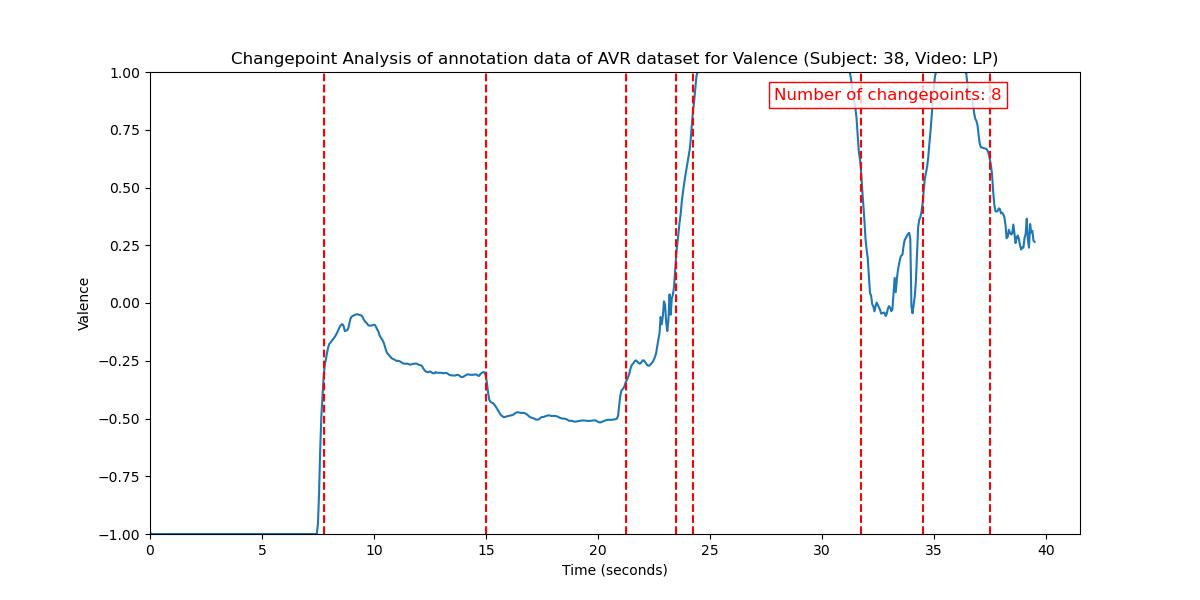 Changepoint Analysis of annotation data of AVR dataset for Valence (Subject: 38, Video: LP)
Number of changepoints: 8
1.00
0.75
0.50
0.25
0.00
−0.25
−0.50
−0.75
−1.00
Valence
0 5 10 15 20 25 30 35 40
Time (seconds)